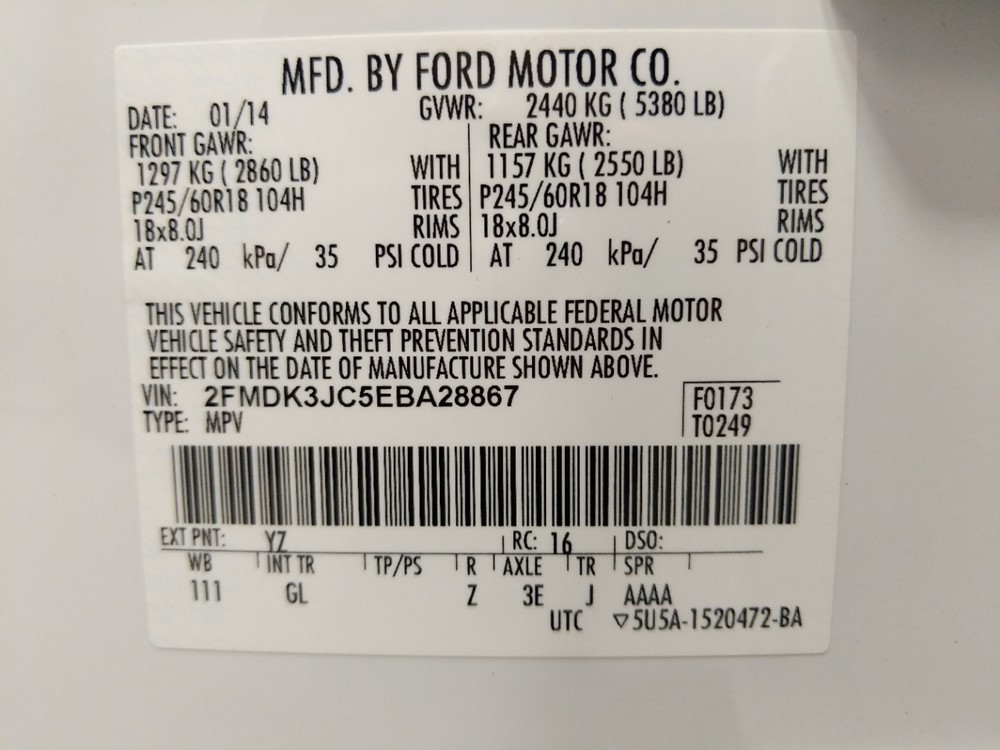 MFD. BY FORD MOTOR CO.
DATE: 01/14 GVWR: 2440 KG ( 5380 LB)
FRONT GAWR: REAR GAWR:
1297 KG ( 2860 LB) WITH 1157 KG ( 2550 LB) WITH
P245/60R18 104H TIRES P245/60R18 104H TIRES
18x8.0J RIMS 18x8.0J RIMS
AT 240 kPa/ 35 PSI COLD AT 240 kPa/ 35 PSI COLD
THIS VEHICLE CONFORMS TO ALL APPLICABLE FEDERAL MOTOR
VEHICLE SAFETY AND THEFT PREVENTION STANDARDS IN
EFFECT ON THE DATE OF MANUFACTURE SHOWN ABOVE.
VIN: 2FMDK3JC5EBA28867 F0173
TYPE: MPV T0249
EXT PNT: YZ RC: 16 DSO:
WB INT TR TP/PS R AXLE TR SPR
111 GL Z 3E J AAAA
UTC ▽5U5A-1520472-BA